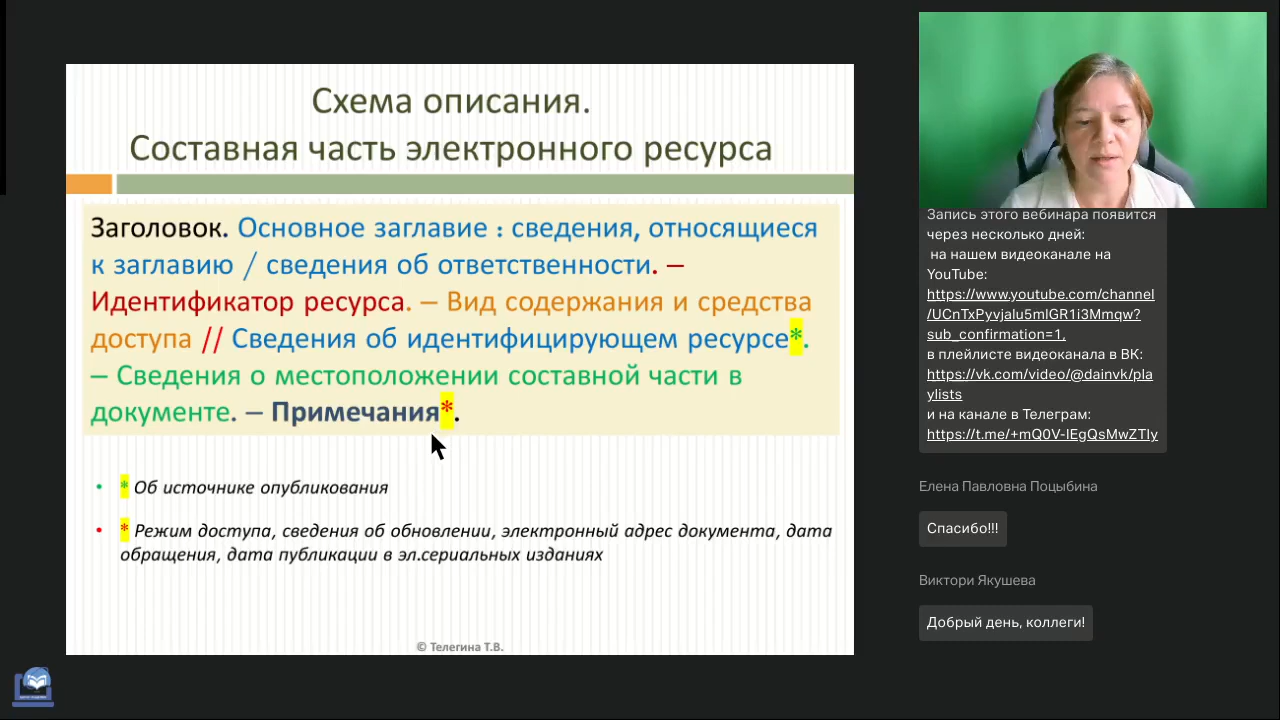 Схема описания.
Составная часть электронного ресурса
Заголовок. Основное заглавие : сведения, относящиеся
к заглавию / сведения об ответственности. –
Идентификатор ресурса. – Вид содержания и средства
доступа // Сведения об идентифицирующем ресурсе*.
– Сведения о местоположении составной части в
документе. – Примечания*.
• * Об источнике опубликования
• * Режим доступа, сведения об обновлении, электронный адрес документа, дата
обращения, дата публикации в эл.сериальных изданиях
© Телегина Т.В.
Запись этого вебинара появится
через несколько дней:
на нашем видеоканале на
YouTube:
https://www.youtube.com/channel
/UCnTxPyvjalu5mlGR1i3Mmqw?
sub_confirmation=1,
в плейлисте видеоканала в ВК:
https://vk.com/video/@dainvk/pla
ylists
и на канале в Телеграм:
https://t.me/+mQ0V-IEgQsMwZTIy
Елена Павловна Поцыбина
Спасибо!!!
Виктори Якушева
Добрый день, коллеги!